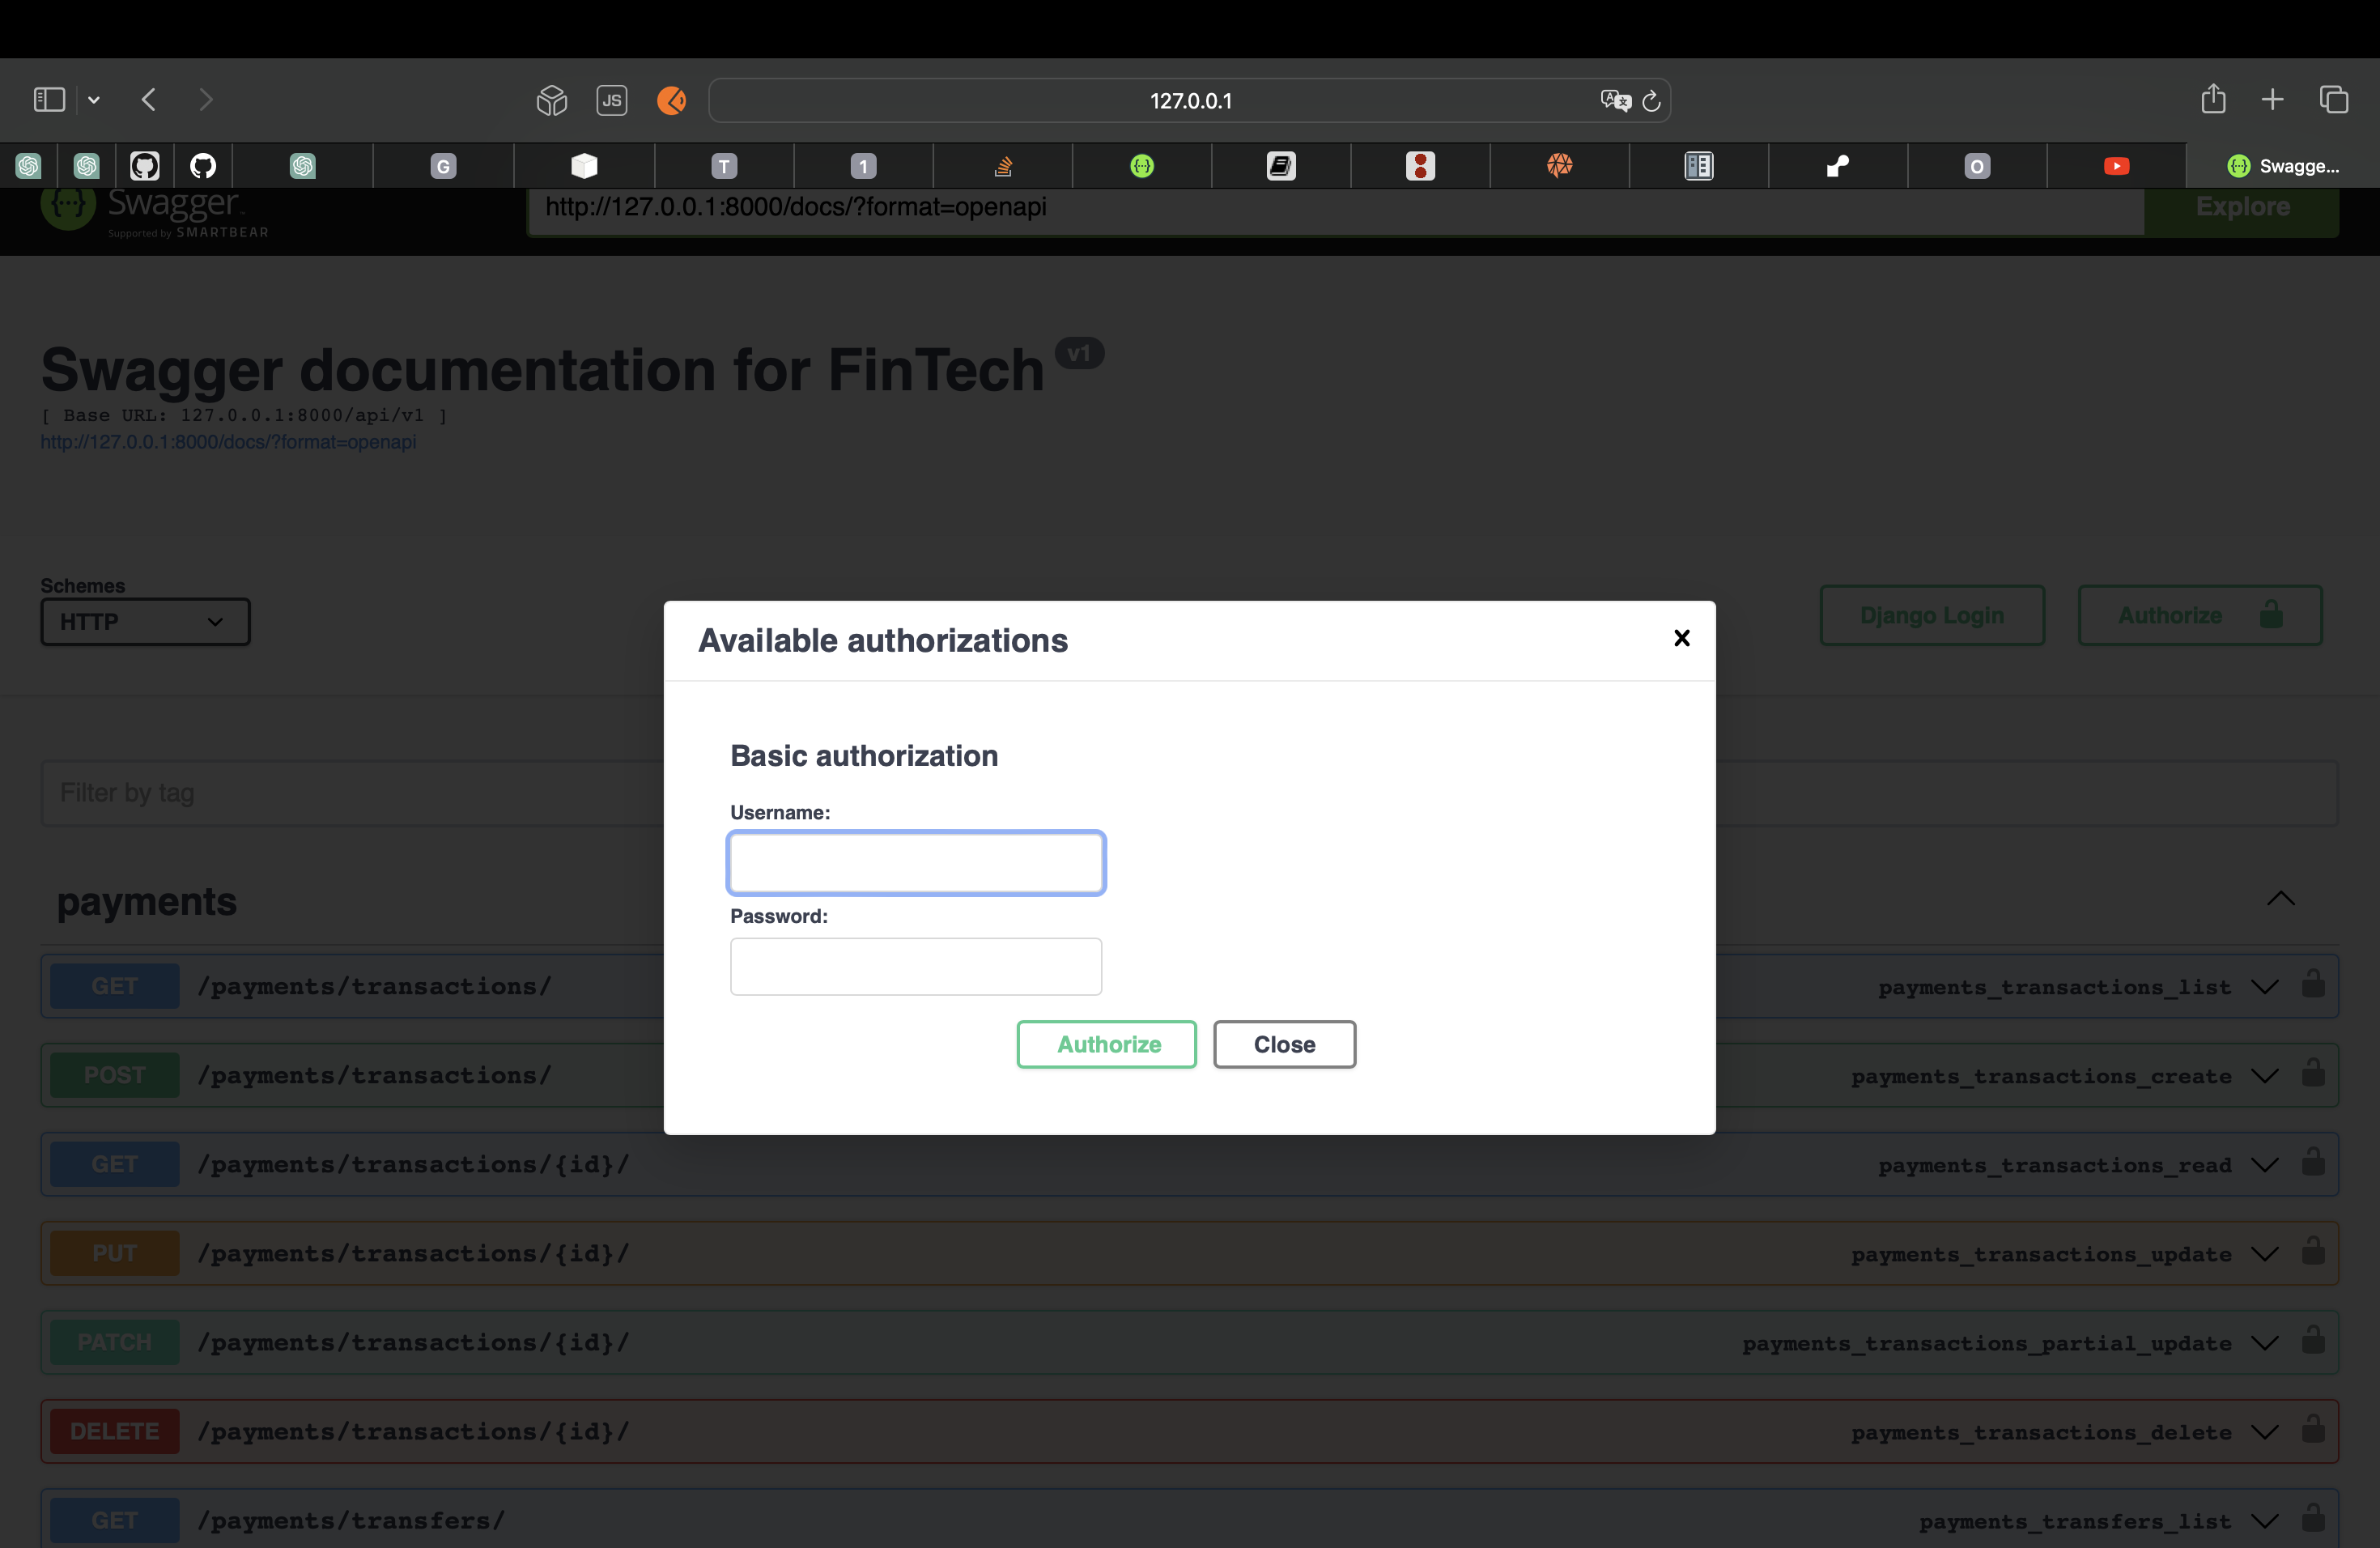 JS
127.0.0.1
G
T
1
O
Swagge...
Swagger
Supported by SMARTBEAR
http://127.0.0.1:8000/docs/?format=openapi
Explore
Swagger documentation for FinTech v1
[ Base URL: 127.0.0.1:8000/api/v1 ]
http://127.0.0.1:8000/docs/?format=openapi
Schemes
HTTP
Django Login
Authorize
Available authorizations
Basic authorization
Username:
Password:
Authorize
Close
Filter by tag
payments
GET /payments/transactions/ payments_transactions_list
POST /payments/transactions/ payments_transactions_create
GET /payments/transactions/{id}/ payments_transactions_read
PUT /payments/transactions/{id}/ payments_transactions_update
PATCH /payments/transactions/{id}/ payments_transactions_partial_update
DELETE /payments/transactions/{id}/ payments_transactions_delete
GET /payments/transfers/ payments_transfers_list